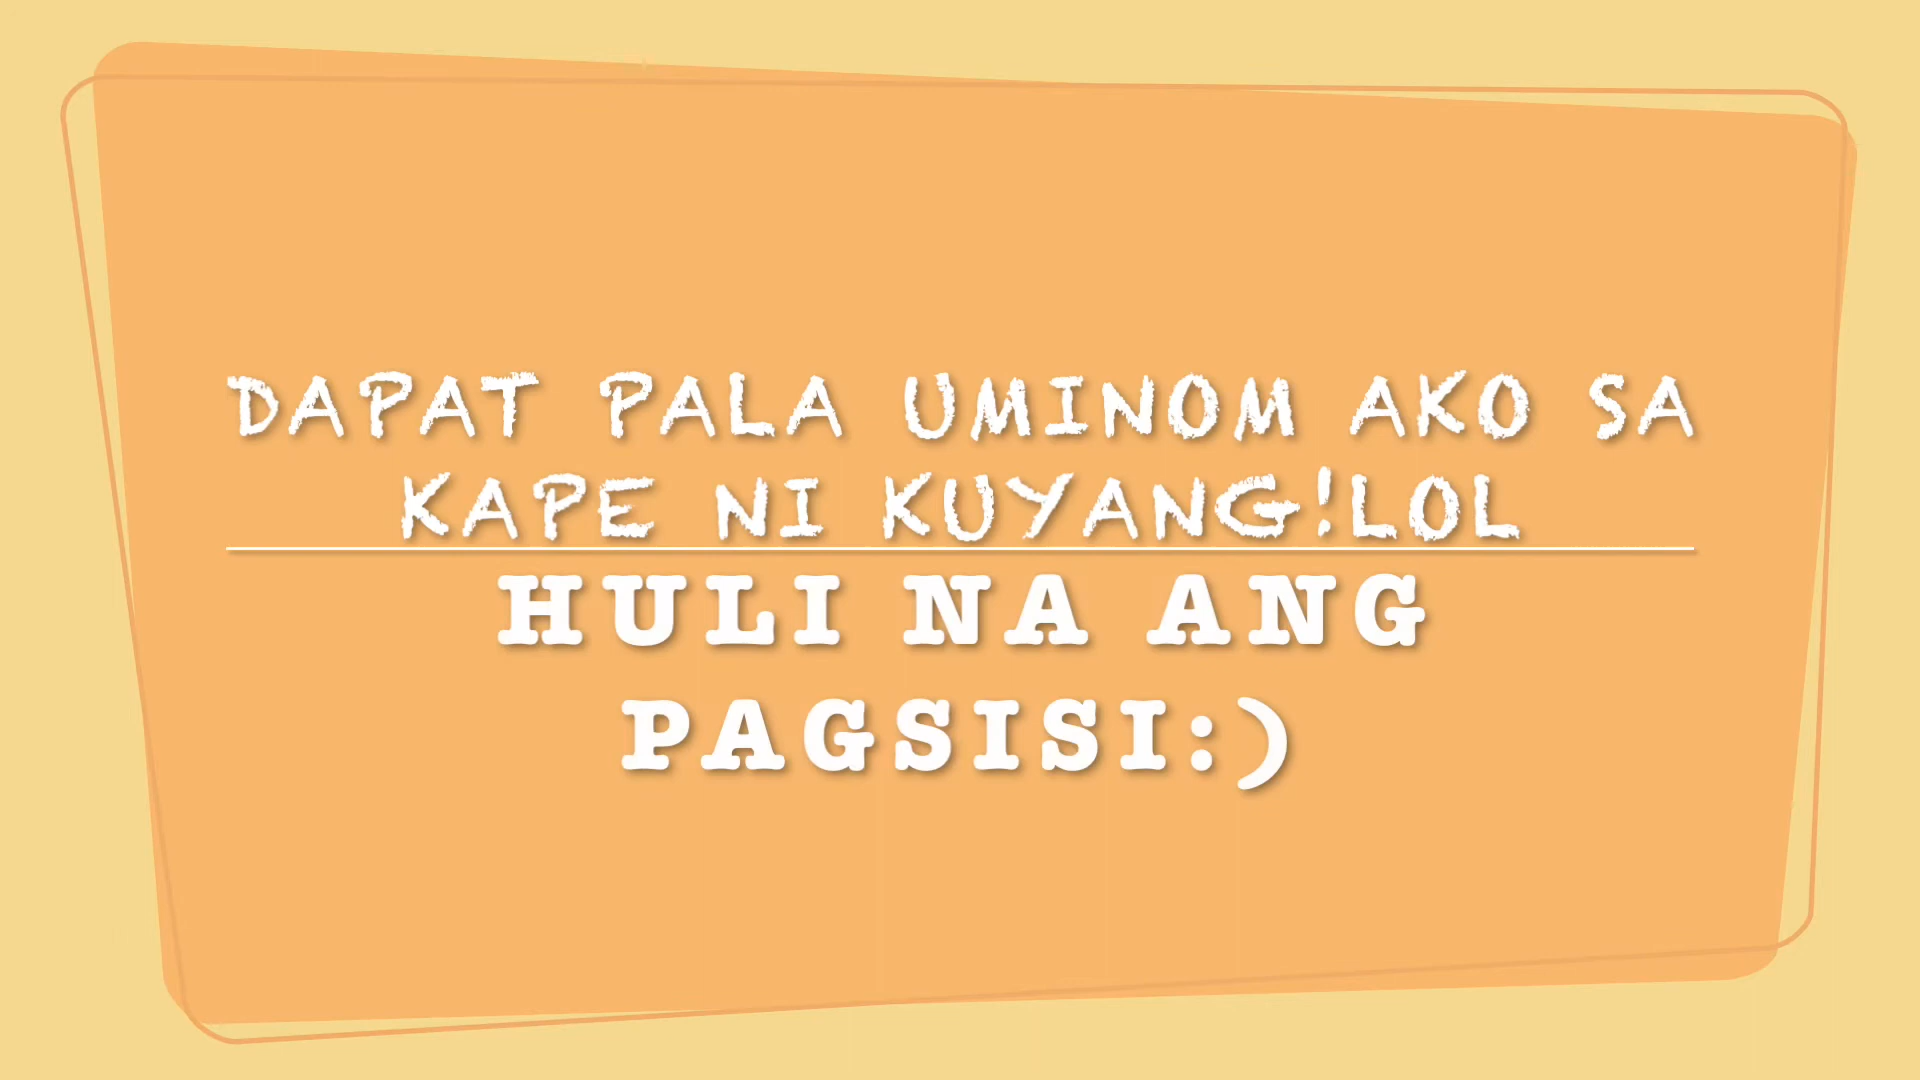 DAPAT PALA UMINOM AKO SA
KAPE NI KUYANG!LOL
HULI NA ANG
PAGSISI:)